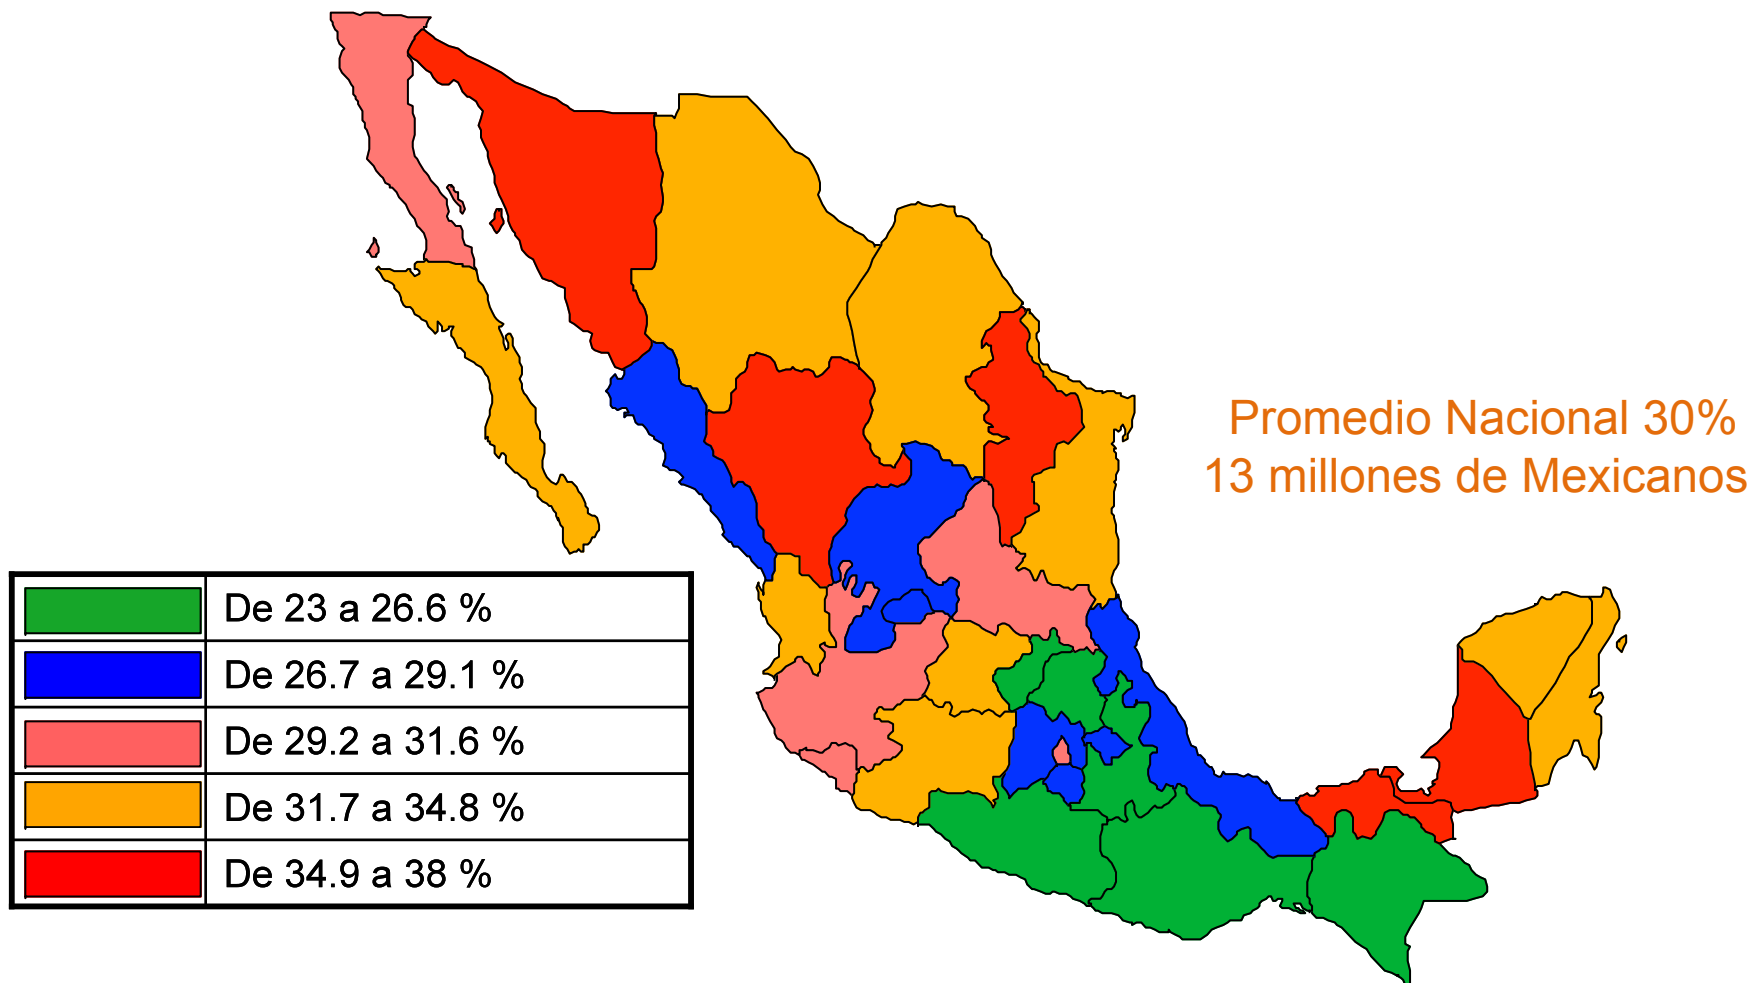 Promedio Nacional 30%
13 millones de Mexicanos
De 23 a 26.6 %
De 26.7 a 29.1 %
De 29.2 a 31.6 %
De 31.7 a 34.8 %
De 34.9 a 38 %